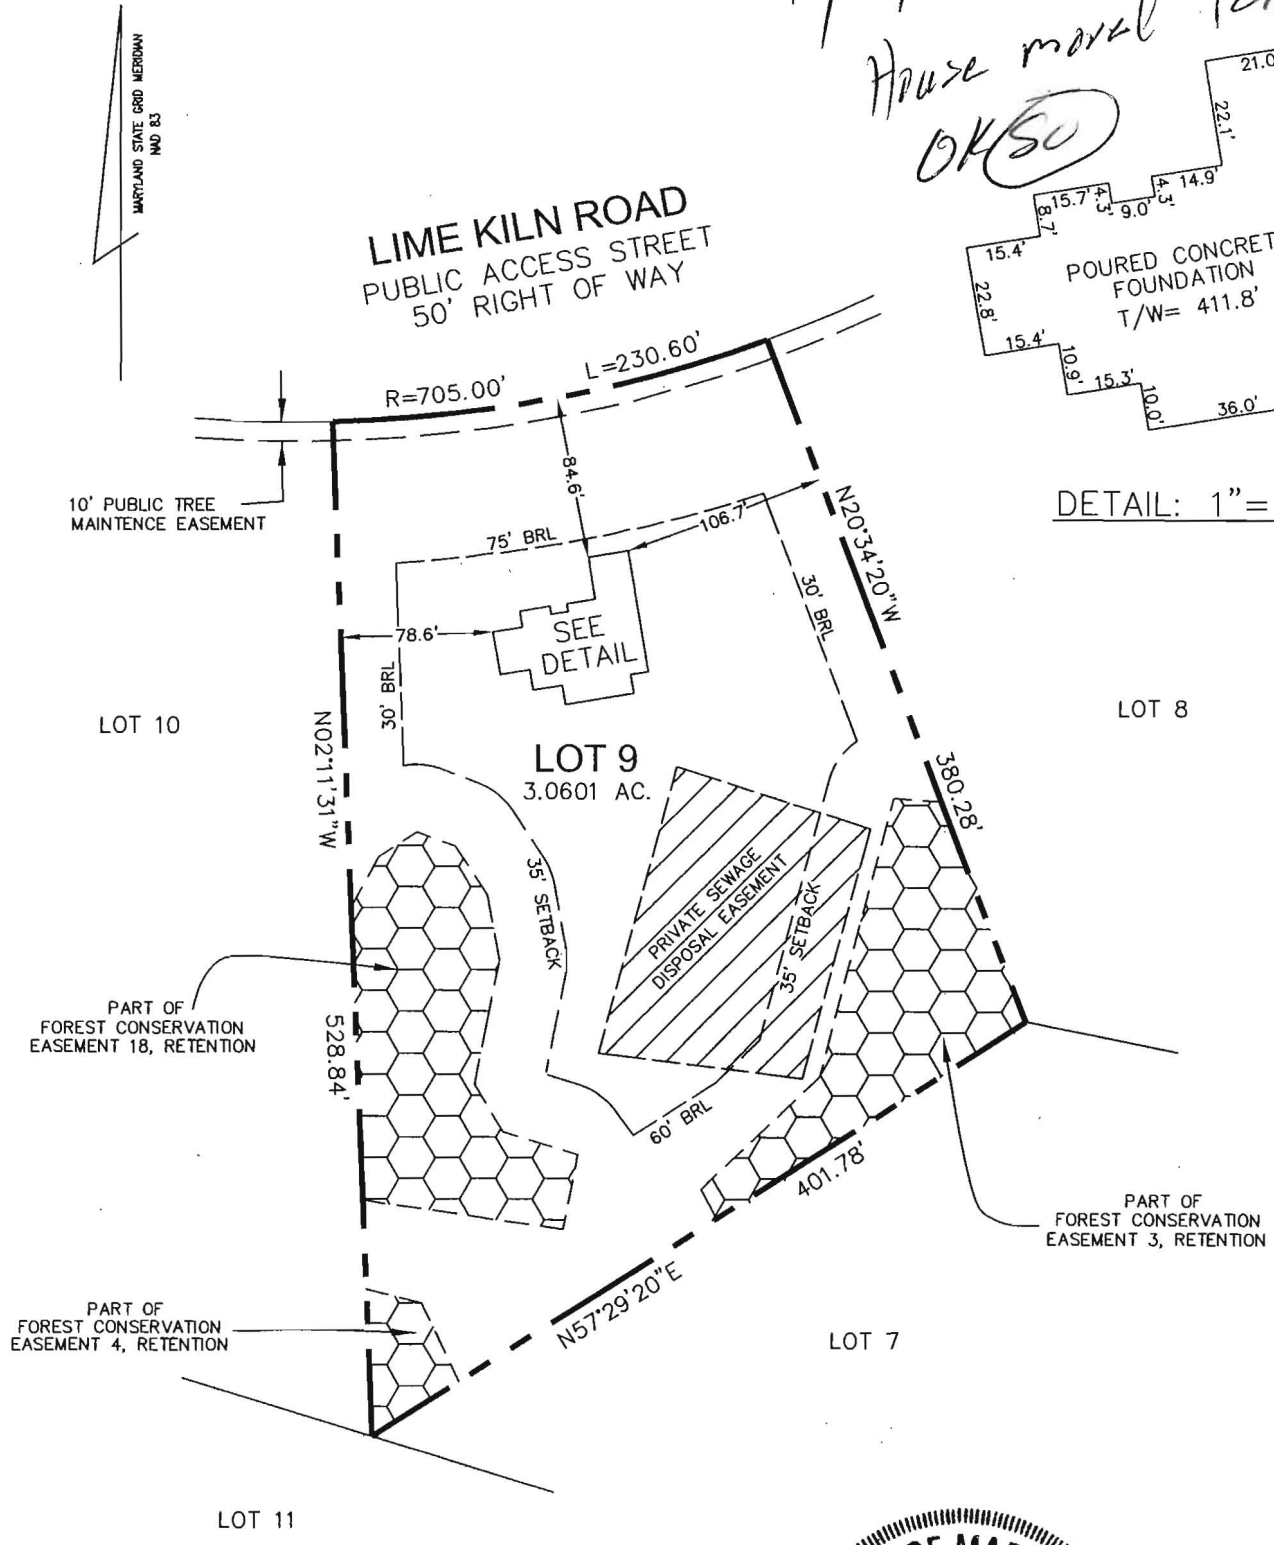 MARYLAND STATE GRID MERIDIAN
NAD 83
House moved
OK SU
21.0
22.1'
15.7'
4.3'
9.0'
4.3'
14.9'
8.7'
15.4'
22.8'
POURED CONCRET
FOUNDATION
T/W= 411.8'
15.4'
10.9'
15.3'
10.0'
36.0'
DETAIL: 1"=
LIME KILN ROAD
PUBLIC ACCESS STREET
50' RIGHT OF WAY
R=705.00'
L=230.60'
10' PUBLIC TREE
MAINTENCE EASEMENT
84.6'
106.7'
75' BRL
N20°34'20"W
30' BRL
78.6'
SEE
DETAIL
30' BRL
LOT 10
N02°11'31"W
LOT 8
LOT 9
3.0601 AC.
380.28'
35' SETBACK
PRIVATE SEWAGE
DISPOSAL EASEMENT
35' SETBACK
PART OF
FOREST CONSERVATION
EASEMENT 18, RETENTION
528.84'
60' BRL
401.78'
PART OF
FOREST CONSERVATION
EASEMENT 3, RETENTION
N57°29'20"E
PART OF
FOREST CONSERVATION
EASEMENT 4, RETENTION
LOT 7
LOT 11